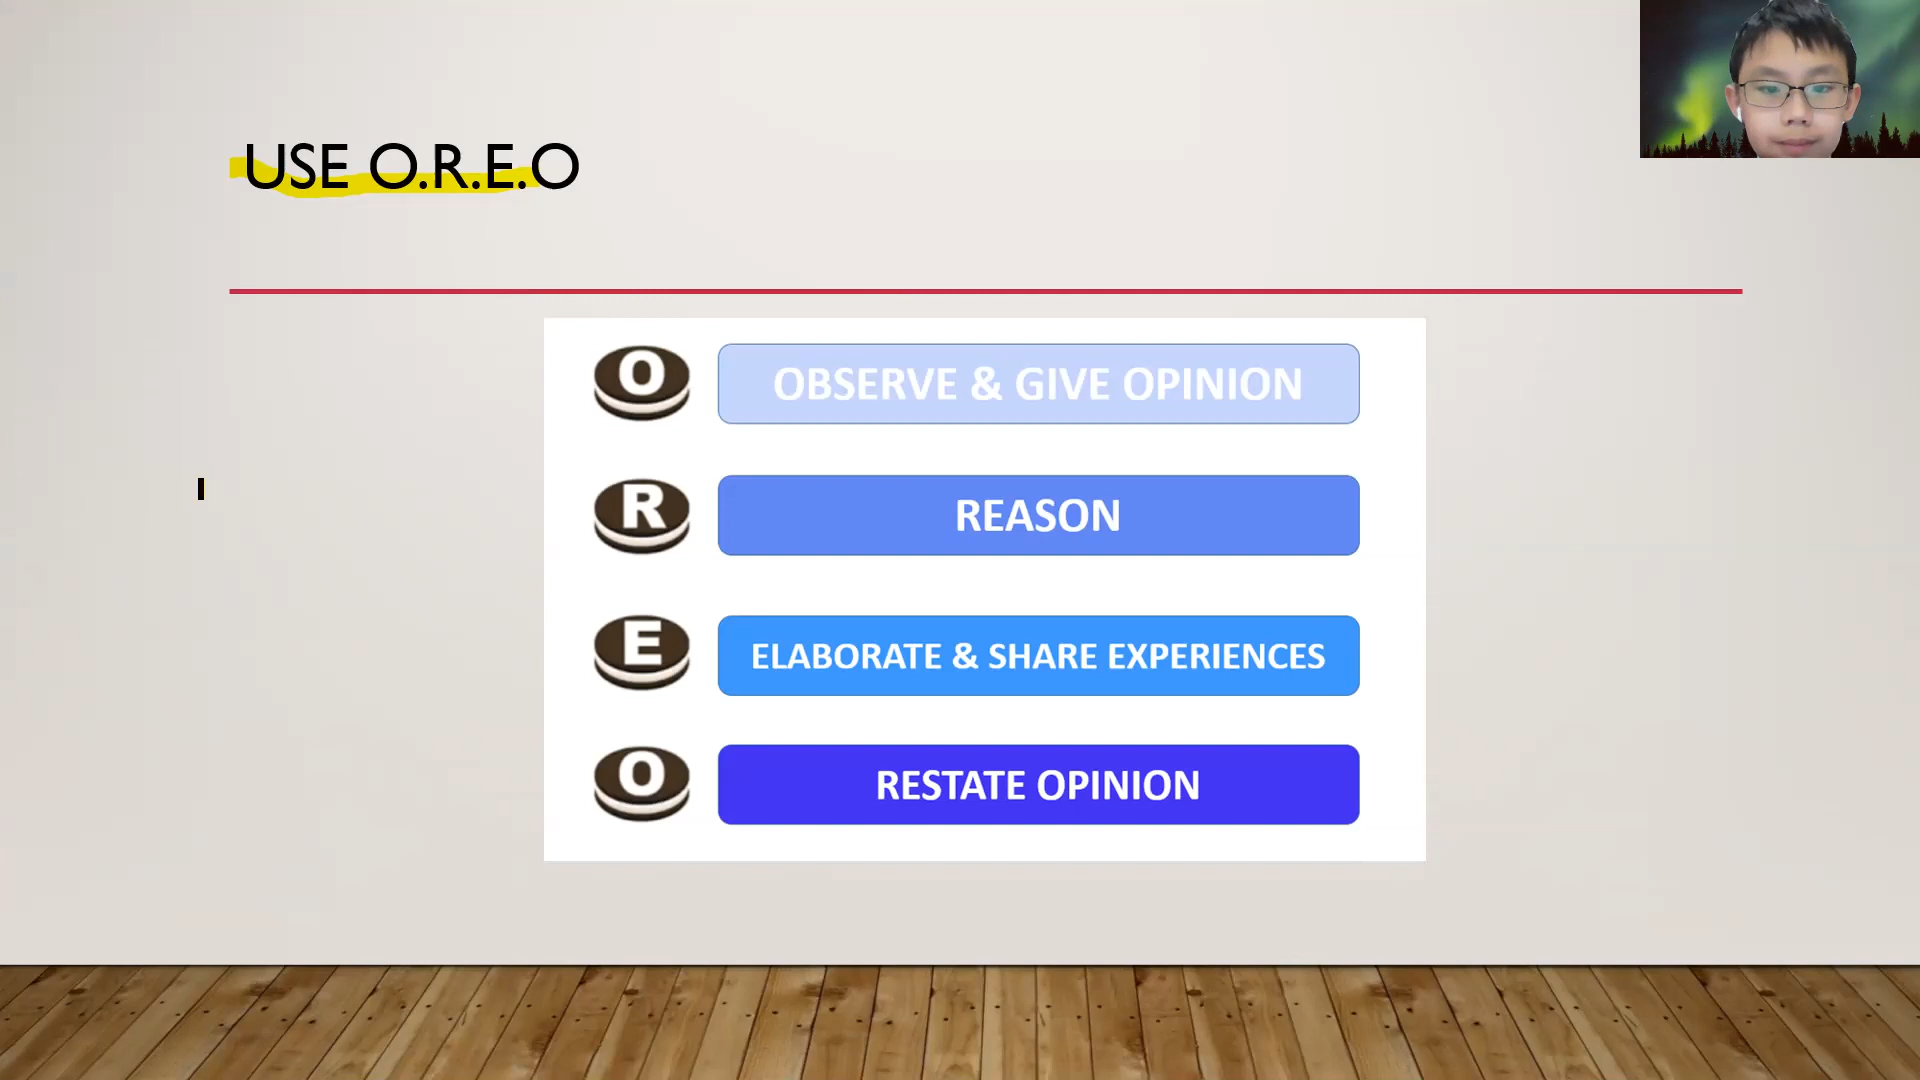 USE O.R.E.O
O OBSERVE & GIVE OPINION
R REASON
E ELABORATE & SHARE EXPERIENCES
O RESTATE OPINION